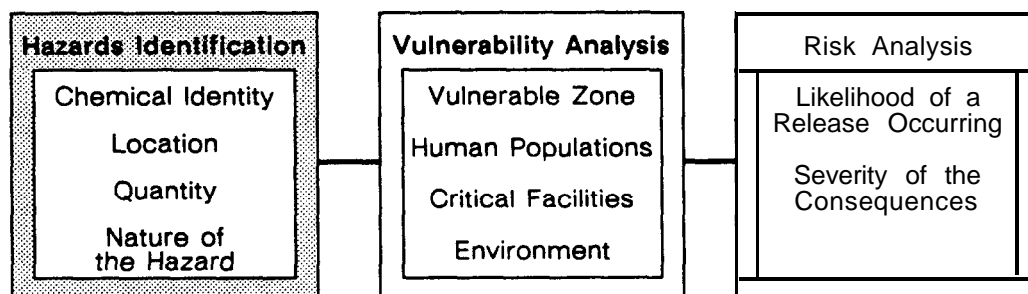 Hazards Identification
Chemical Identity
Location
Quantity
Nature of
the Hazard
Vulnerability Analysis
Vulnerable Zone
Human Populations
Critical Facilities
Environment
Risk Analysis
Likelihood of a
Release Occurring
Severity of the
Consequences